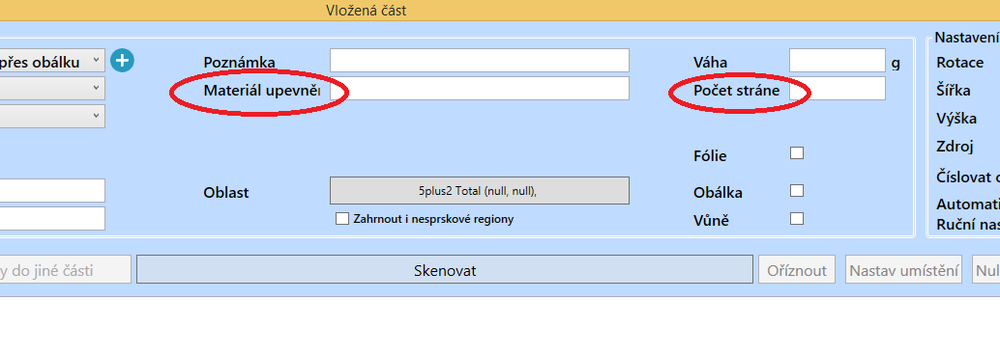 Vložená část
přes obálku
Poznámka
Váha
g
Materiál upevně
Počet stráne
Fólie
Oblast
5plus2 Total (null, null),
Obálka
Zahrnout i nesprskové regiony
Vůně
Nastavení
Rotace
Šířka
Výška
Zdroj
Číslovat
Automati
Ruční nas
y do jiné části
Skenovat
Oříznout
Nastav umístění
Nul